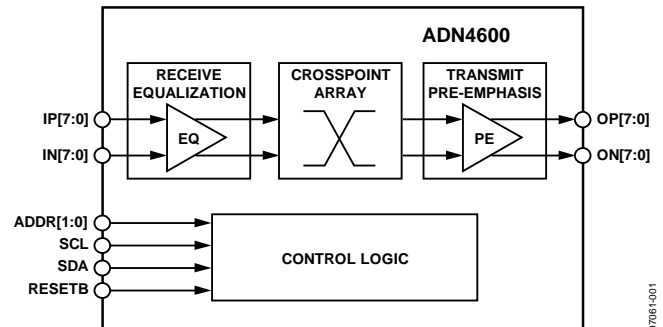 ADN4600
RECEIVE
EQUALIZATION
CROSSPOINT
ARRAY
TRANSMIT
PRE-EMPHASIS
IP[7:0]
IN[7:0]
EQ
PE
OP[7:0]
ON[7:0]
ADDR[1:0]
SCL
SDA
RESETB
CONTROL LOGIC
07061-001